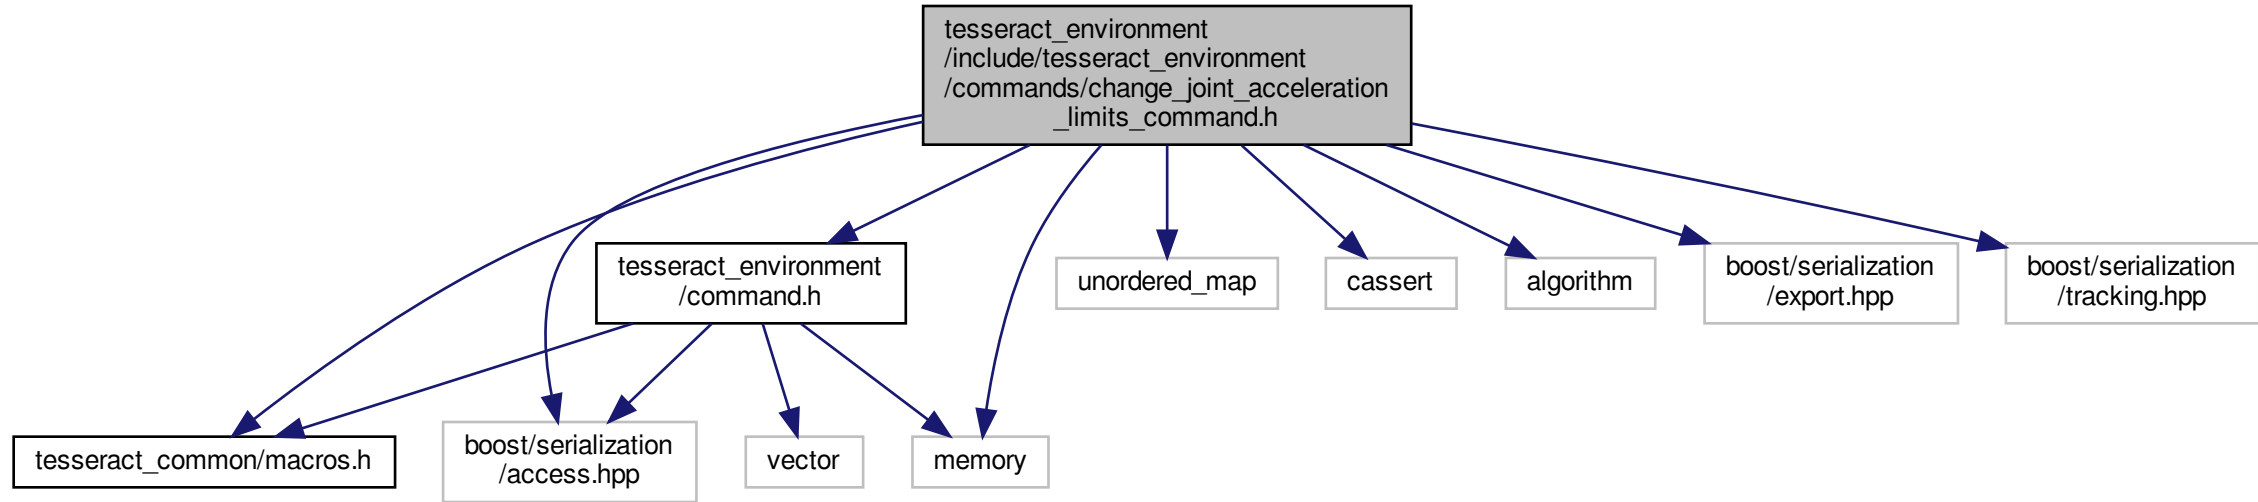 tesseract_environment
/include/tesseract_environment
/commands/change_joint_acceleration
_limits_command.h
tesseract_environment
/command.h
unordered_map
cassert
algorithm
boost/serialization
/export.hpp
boost/serialization
/tracking.hpp
tesseract_common/macros.h
boost/serialization
/access.hpp
vector
memory